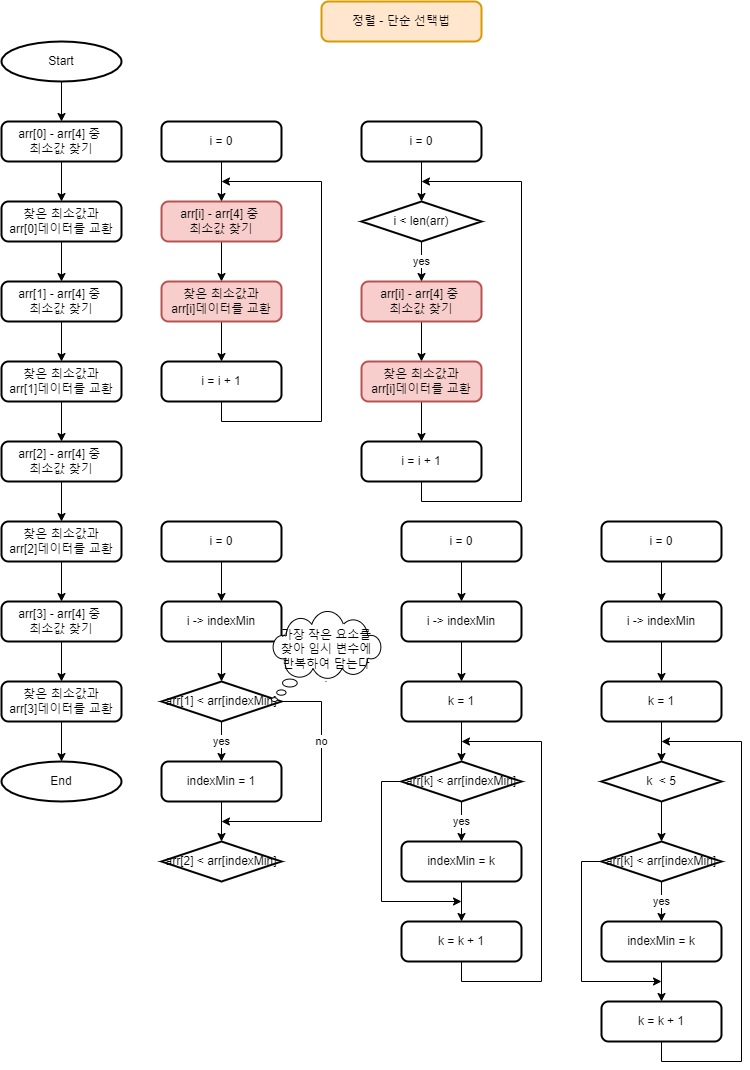 정렬 - 단순 선택법
Start
arr[0] - arr[4] 중
최소값 찾기
찾은 최소값과
arr[0]데이터를 교환
arr[1] - arr[4] 중
최소값 찾기
찾은 최소값과
arr[1]데이터를 교환
arr[2] - arr[4] 중
최소값 찾기
찾은 최소값과
arr[2]데이터를 교환
arr[3] - arr[4] 중
최소값 찾기
찾은 최소값과
arr[3]데이터를 교환
End
i = 0
arr[i] - arr[4] 중
최소값 찾기
찾은 최소값과
arr[i]데이터를 교환
i = i + 1
i = 0
i < len(arr)
yes
arr[i] - arr[4] 중
최소값 찾기
찾은 최소값과
arr[i]데이터를 교환
i = i + 1
i = 0
i -> indexMin
가장 작은 요소를
찾아 임시 변수에
반복하여 담는다
.
arr[1] < arr[indexMin]
yes
no
indexMin = 1
arr[2] < arr[indexMin]
i = 0
i -> indexMin
k = 1
arr[k] < arr[indexMin]
yes
indexMin = k
k = k + 1
i = 0
i -> indexMin
k = 1
k < 5
arr[k] < arr[indexMin]
yes
indexMin = k
k = k + 1